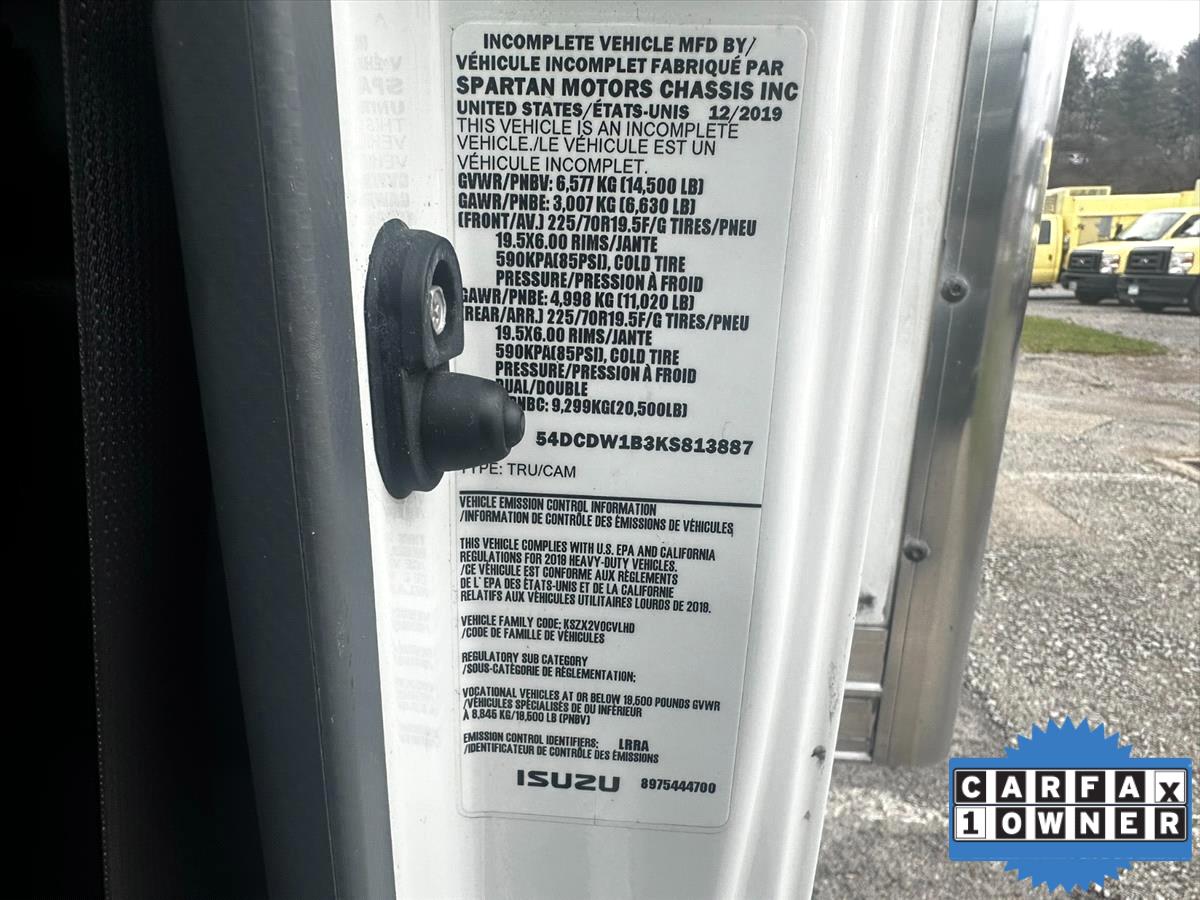 INCOMPLETE VEHICLE MFD BY/
VÉHICULE INCOMPLET FABRIQUÉ PAR
SPARTAN MOTORS CHASSIS INC
UNITED STATES/ÉTATS-UNIS 12/2019
THIS VEHICLE IS AN INCOMPLETE
VEHICLE./LE VÉHICULE EST UN
VÉHICULE INCOMPLET.
GVWR/PNBV: 6,577 KG (14,500 LB)
GAWR/PNBE: 3,007 KG (6,630 LB)
(FRONT/AV.) 225/70R19.5F/G TIRES/PNEU
19.5X6.00 RIMS/JANTE
590KPA(85PSI), COLD TIRE
PRESSURE/PRESSION À FROID
GAWR/PNBE: 4,998 KG (11,020 LB)
(REAR/ARR.) 225/70R19.5F/G TIRES/PNEU
19.5X6.00 RIMS/JANTE
590KPA(85PSI), COLD TIRE
PRESSURE/PRESSION À FROID
DUAL/DOUBLE
PNBC: 9,299KG(20,500LB)
54DCDW1B3KS813887
TYPE: TRU/CAM
VEHICLE EMISSION CONTROL INFORMATION
/INFORMATION DE CONTRÔLE DES ÉMISSIONS DE VÉHICULES
THIS VEHICLE COMPLIES WITH U.S. EPA AND CALIFORNIA
REGULATIONS FOR 2018 HEAVY-DUTY VEHICLES.
/CE VÉHICULE EST CONFORME AUX RÈGLEMENTS
DE L' EPA DES ÉTATS-UNIS ET DE LA CALIFORNIE
RELATIFS AUX VÉHICULES UTILITAIRES LOURDS DE 2018.
VEHICLE FAMILY CODE: KSZX2VOCVLHD
/CODE DE FAMILLE DE VÉHICULES
REGULATORY SUB CATEGORY
/SOUS-CATÉGORIE DE RÉGLEMENTATION:
VOCATIONAL VEHICLES AT OR BELOW 19,500 POUNDS GVWR
/VÉHICULES SPÉCIALISÉS DE OU INFÉRIEUR
À 8,845 KG/19,500 LB (PNBV)
EMISSION CONTROL IDENTIFIERS: LRRA
/IDENTIFICATEUR DE CONTRÔLE DES ÉMISSIONS
ISUZU 8975444700
CARFAX
1 OWNER